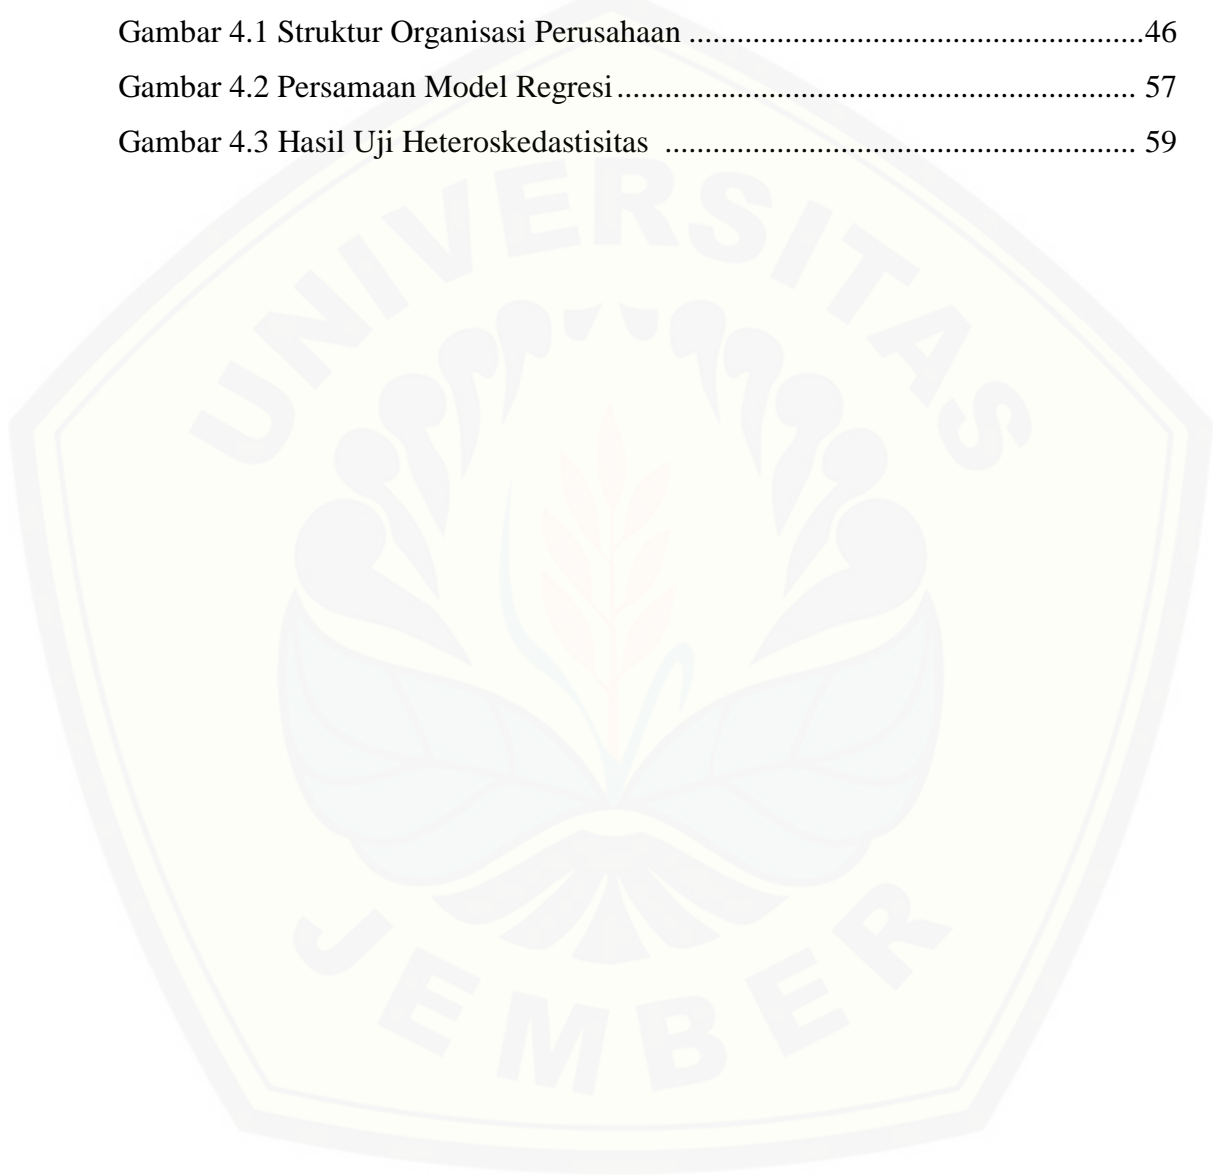 Gambar 4.1 Struktur Organisasi Perusahaan ..........................................................46
Gambar 4.2 Persamaan Model Regresi.................................................................. 57
Gambar 4.3 Hasil Uji Heteroskedastisitas ............................................................ 59
UNIVERSITAS
JEMBER